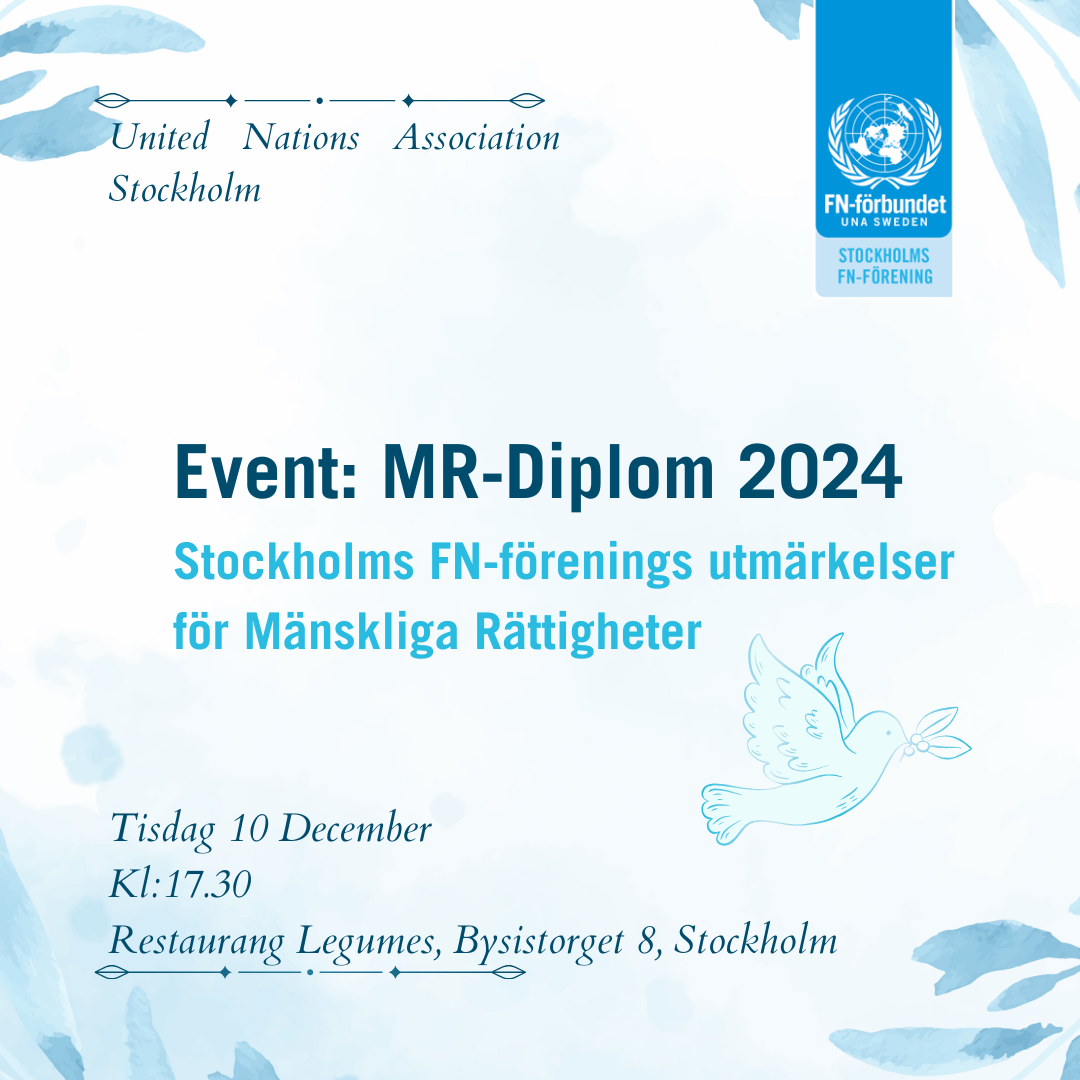 United Nations Association
Stockholm
FN-förbundet
UNA SWEDEN
STOCKHOLMS
FN-FÖRENING
Event: MR-Diplom 2024
Stockholms FN-förenings utmärkelser
för Mänskliga Rättigheter
Tisdag 10 December
Kl:17.30
Restaurang Legumes, Bysistorget 8, Stockholm